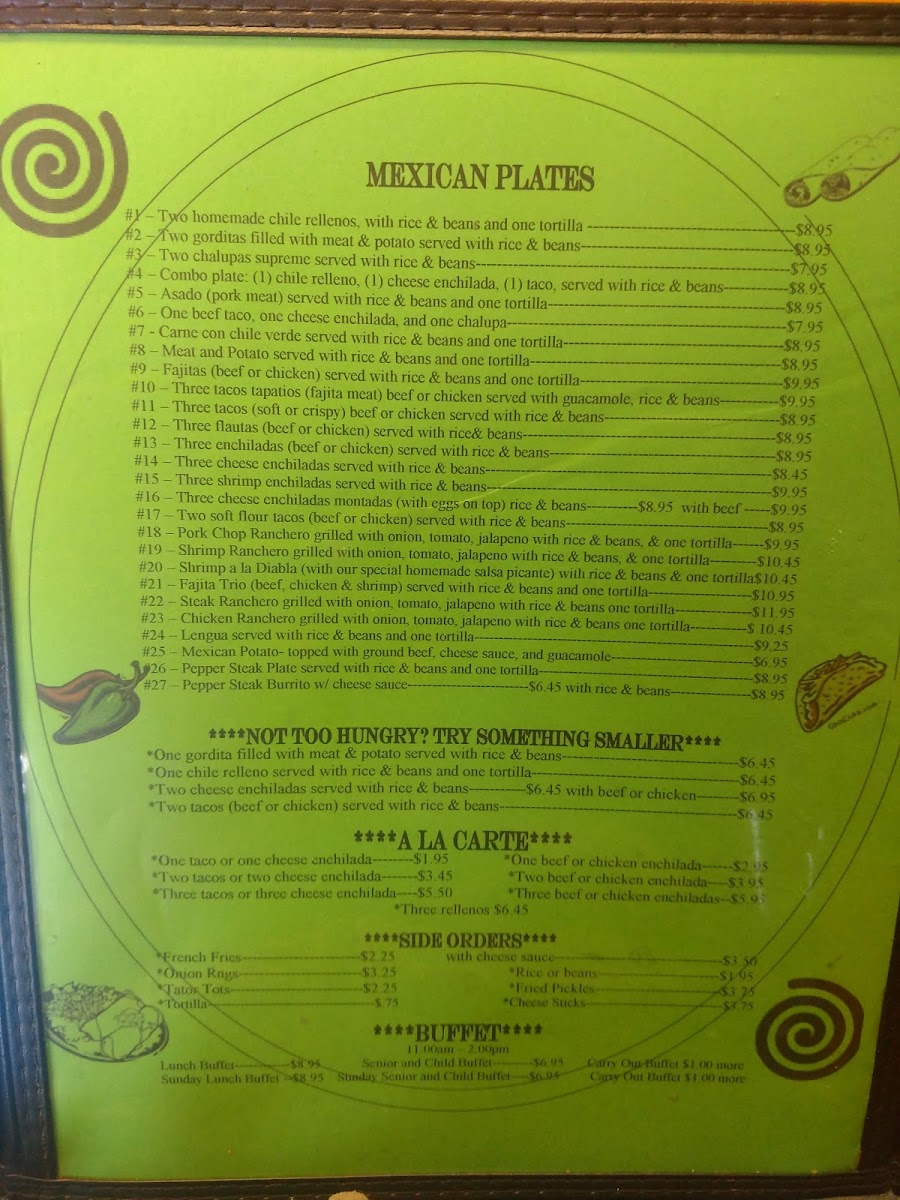 MEXICAN PLATES
#1 – Two homemade chile rellenos, with rice & beans and one tortilla ---$8.95
#2 – Two gorditas filled with meat & potato served with rice & beans---$8.95
#3 – Two chalupas supreme served with rice & beans---$7.95
#4 – Combo plate: (1) chile relleno, (1) cheese enchilada, (1) taco, served with rice & beans---$8.95
#5 – Asado (pork meat) served with rice & beans and one tortilla---$8.95
#6 – One beef taco, one cheese enchilada, and one chalupa---$7.95
#7 - Carne con chile verde served with rice & beans and one tortilla---$8.95
#8 – Meat and Potato served with rice & beans and one tortilla---$8.95
#9 – Fajitas (beef or chicken) served with rice & beans and one tortilla---$9.95
#10 – Three tacos tapatios (fajita meat) beef or chicken served with guacamole, rice & beans---$9.95
#11 – Three tacos (soft or crispy) beef or chicken served with rice & beans---$8.95
#12 – Three flautas (beef or chicken) served with rice& beans---$8.95
#13 – Three enchiladas (beef or chicken) served with rice & beans---$8.95
#14 – Three cheese enchiladas served with rice & beans---$8.45
#15 – Three shrimp enchiladas served with rice & beans---$9.95
#16 – Three cheese enchiladas montadas (with eggs on top) rice & beans---$8.95 with beef ---$9.95
#17 – Two soft flour tacos (beef or chicken) served with rice & beans---$8.95
#18 – Pork Chop Ranchero grilled with onion, tomato, jalapeno with rice & beans, & one tortilla---$9.95
#19 – Shrimp Ranchero grilled with onion, tomato, jalapeno with rice & beans, & one tortilla---$10.45
#20 – Shrimp a la Diabla (with our special homemade salsa picante) with rice & beans & one tortilla$10.45
#21 – Fajita Trio (beef, chicken & shrimp) served with rice & beans and one tortilla---$10.95
#22 – Steak Ranchero grilled with onion, tomato, jalapeno with rice & beans one tortilla---$11.95
#23 – Chicken Ranchero grilled with onion, tomato, jalapeno with rice & beans one tortilla---$ 10.45
#24 – Lengua served with rice & beans and one tortilla---$9.25
#25 – Mexican Potato- topped with ground beef, cheese sauce, and guacamole---$6.95
#26 – Pepper Steak Plate served with rice & beans and one tortilla---$8.95
#27 – Pepper Steak Burrito w/ cheese sauce---$6.45 with rice & beans---$8.95
****NOT TOO HUNGRY? TRY SOMETHING SMALLER****
*One gordita filled with meat & potato served with rice & beans---$6.45
*One chile relleno served with rice & beans and one tortilla---$6.45
*Two cheese enchiladas served with rice & beans---$6.45 with beef or chicken---$6.95
*Two tacos (beef or chicken) served with rice & beans---$6.45
****A LA CARTE****
*One taco or one cheese enchilada---$1.95 *One beef or chicken enchilada---$2.95
*Two tacos or two cheese enchilada---$3.45 *Two beef or chicken enchilada---$3.95
*Three tacos or three cheese enchilada---$5.50 *Three beef or chicken enchiladas--$5.95
*Three rellenos $6.45
****SIDE ORDERS****
*French Fries---$2.25 with cheese sauce---$3.50
*Onion Rngs---$3.25 *Rice or beans---$1.95
*Tator Tots---$2.25 *Fried Pickles---$3.75
*Tortilla---$.75 *Cheese Sticks---$3.75
****BUFFET****
11:00am – 2:00pm
Lunch Buffet---$8.95 Senior and Child Buffet---$6.95 Carry Out Buffet $1.00 more
Sunday Lunch Buffet --$8.95 Sunday Senior and Child Buffet---$6.95 Carry Out Buffet $1.00 more